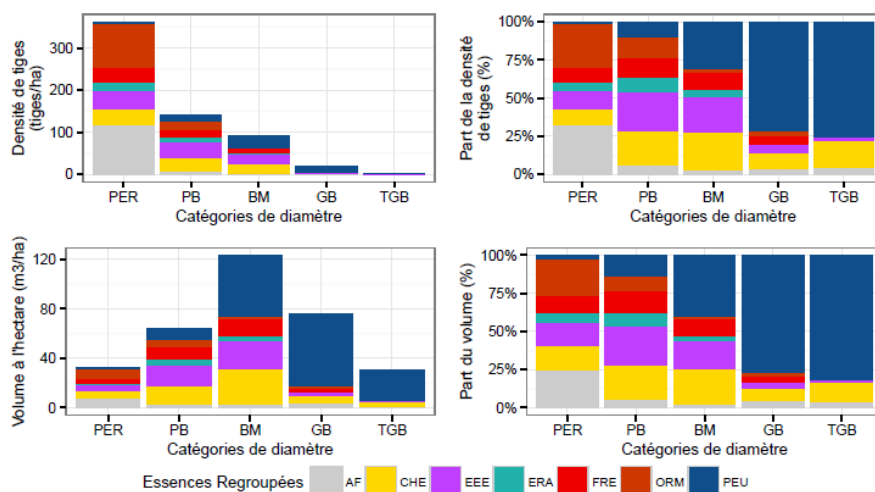 Densité de tiges
(tiges/ha)
300
200
100
0
PER PB BM GB TGB
Catégories de diamètre
Part de la densité
de tiges (%)
100%
75%
50%
25%
0%
PER PB BM GB TGB
Catégories de diamètre
Volume à l'hectare (m3/ha)
120
80
40
0
PER PB BM GB TGB
Catégories de diamètre
Part du volume (%)
100%
75%
50%
25%
0%
PER PB BM GB TGB
Catégories de diamètre
Essences Regroupées AF CHE EEE ERA FRE ORM PEU